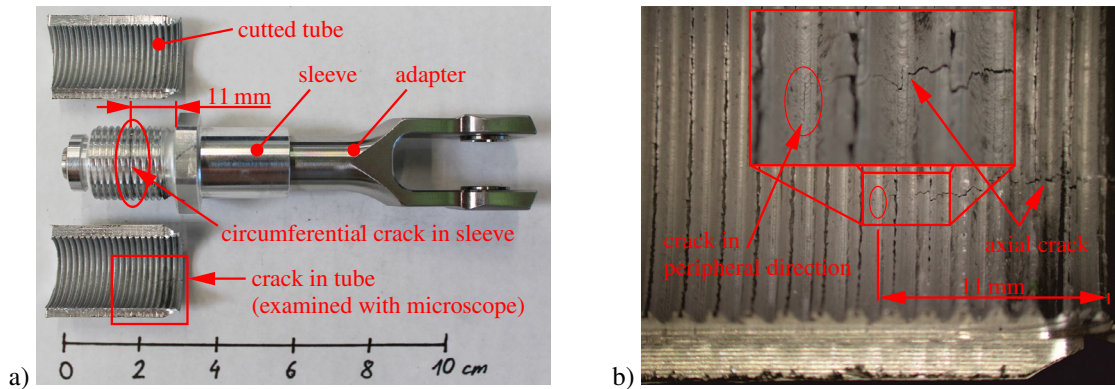 cutted tube
sleeve
adapter
11 mm
circumferential crack in sleeve
crack in tube
(examined with microscope)
0 2 4 6 8 10 cm
a)
crack in
peripheral direction
axial crack
11 mm
b)